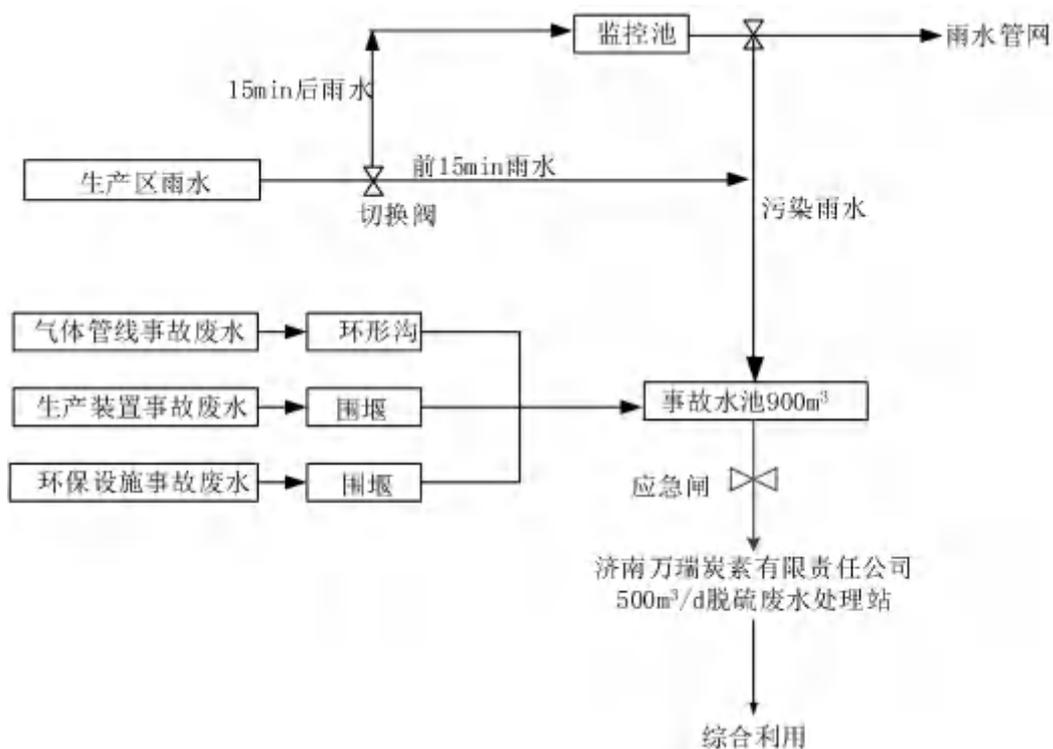 监控池
雨水管网
15min后雨水
前15min雨水
生产区雨水
切换阀
污染雨水
气体管线事故废水
环形沟
生产装置事故废水
围堰
事故水池900m³
环保设施事故废水
围堰
应急闸
济南万瑞炭素有限责任公司
500m³/d脱硫废水处理站
综合利用